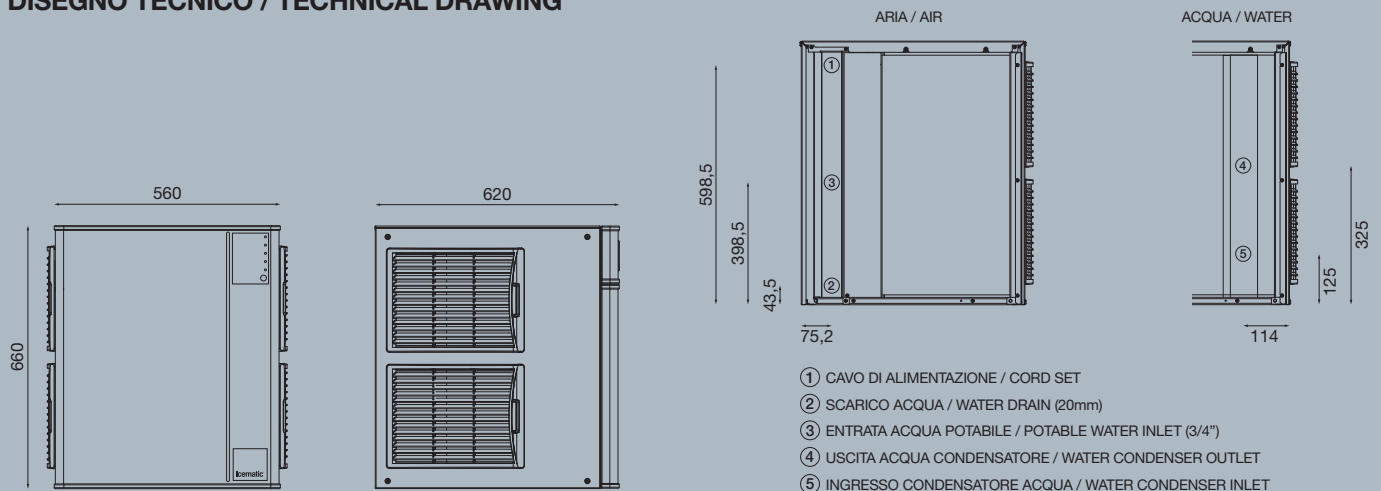 DISEGNO TECNICO / TECHNICAL DRAWING
ARIA / AIR
ACQUA / WATER
560
620
660
Icematic
598,5
398,5
43,5
75,2
1
3
2
4
5
325
125
114
1 CAVO DI ALIMENTAZIONE / CORD SET
2 SCARICO ACQUA / WATER DRAIN (20mm)
3 ENTRATA ACQUA POTABILE / POTABLE WATER INLET (3/4”)
4 USCITA ACQUA CONDENSATORE / WATER CONDENSER OUTLET
5 INGRESSO CONDENSATORE ACQUA / WATER CONDENSER INLET